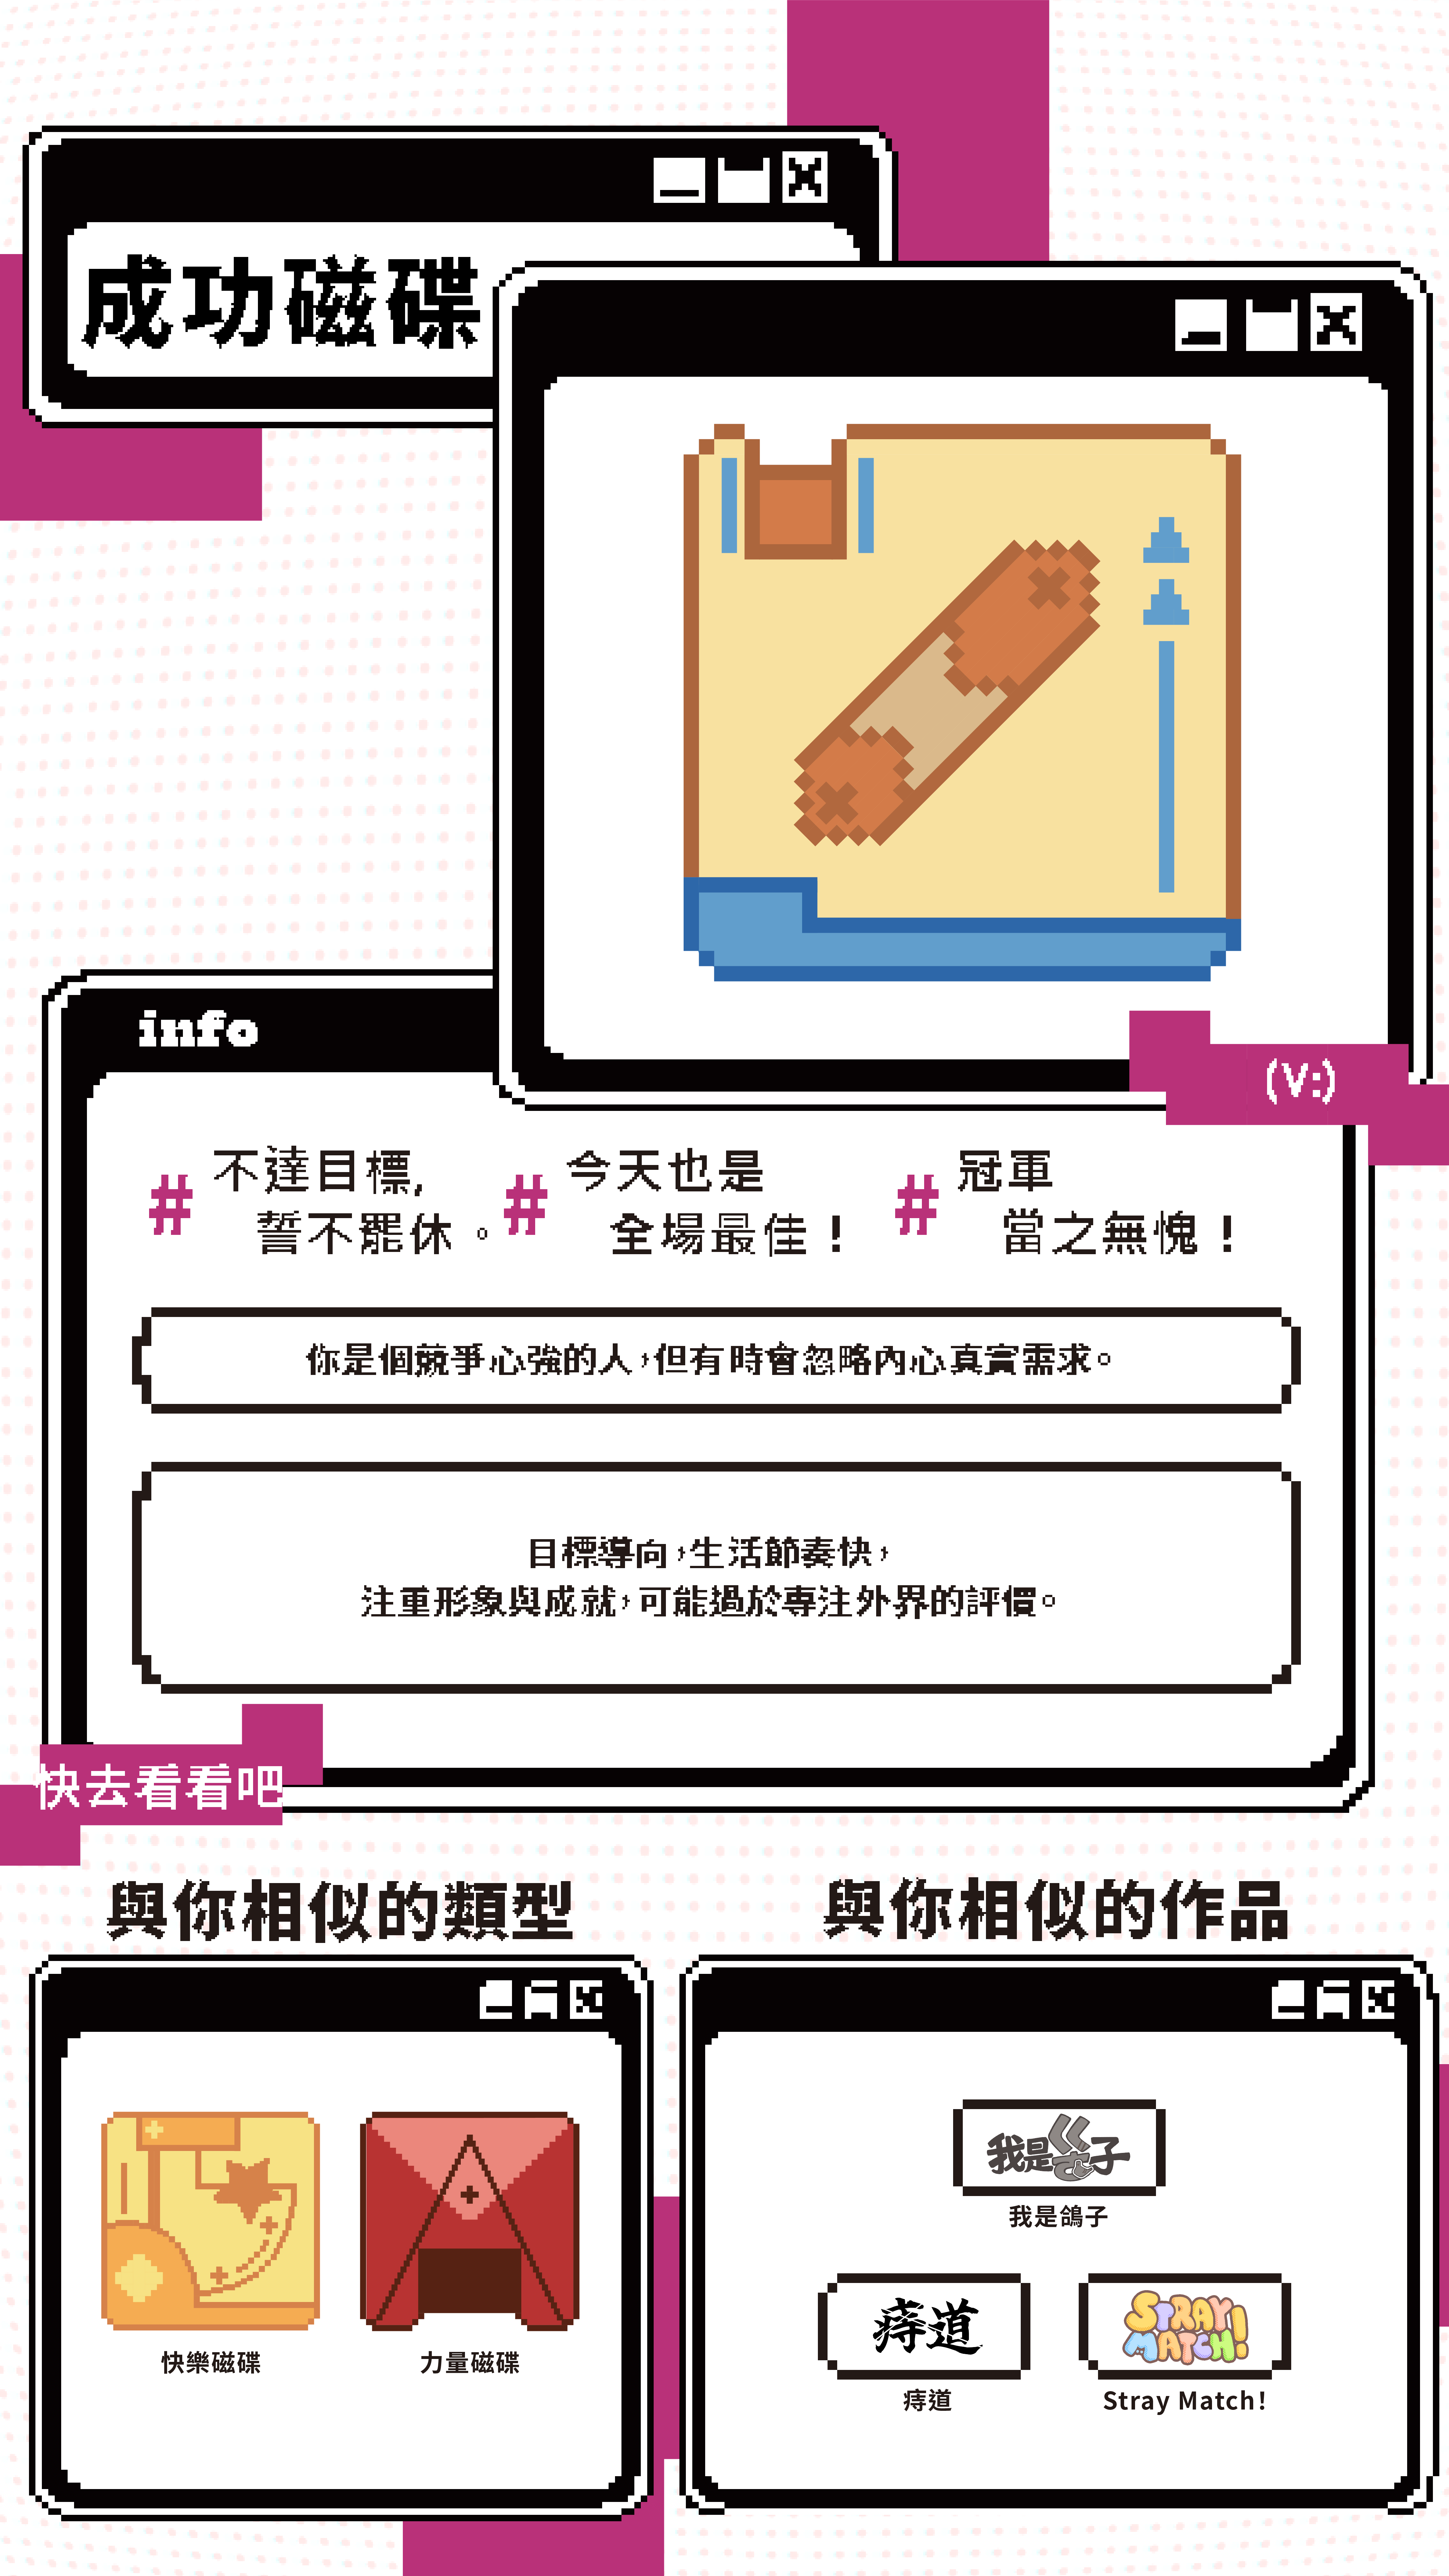 成功磁碟
info
(V:)
# 不達目標,
誓不罷休。
# 今天也是
全場最佳！
# 冠軍
當之無愧！
你是個競爭心強的人，但有時會忽略內心真實需求。
目標導向，生活節奏快，
注重形象與成就，可能過於專注外界的評價。
快去看看吧
與你相似的類型
快樂磁碟
力量磁碟
與你相似的作品
我是鴿子
我是鴿子
痔道
痔道
STRAY
MATCH!
Stray Match!